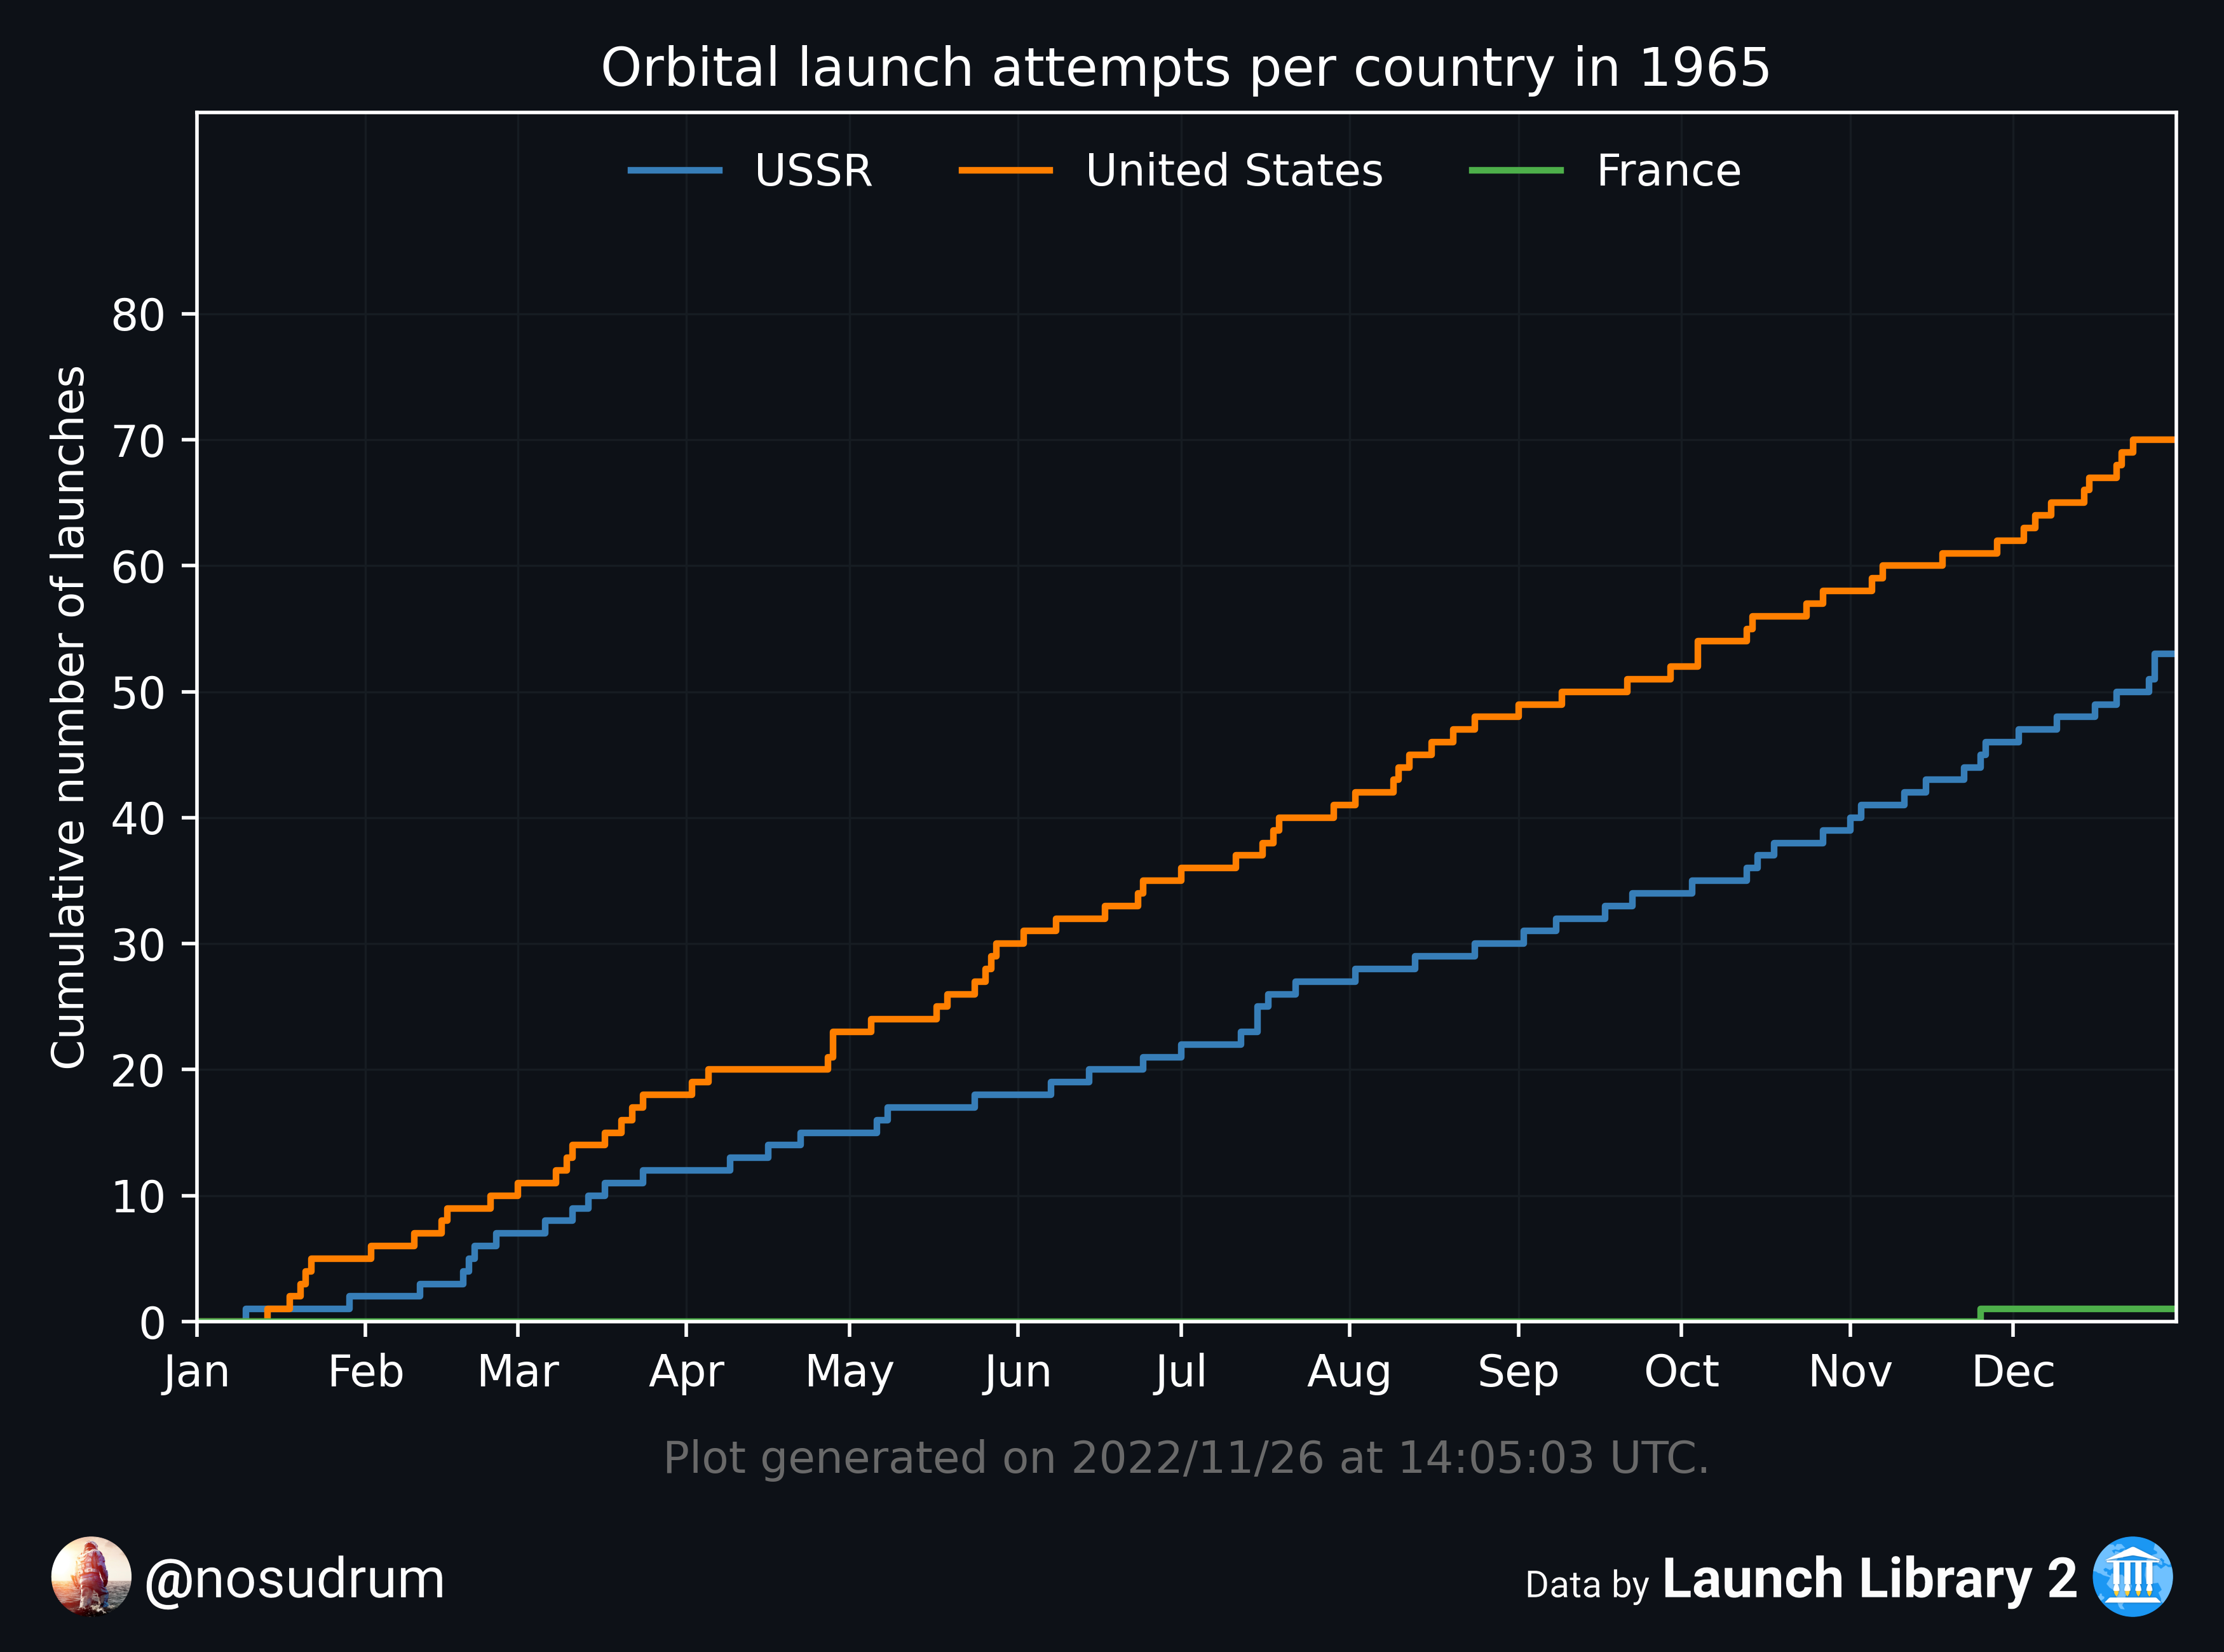 Orbital launch attempts per country in 1965
USSR United States France
Cumulative number of launches
80
70
60
50
40
30
20
10
0
Jan Feb Mar Apr May Jun Jul Aug Sep Oct Nov Dec
Plot generated on 2022/11/26 at 14:05:03 UTC.
@nosudrum
Data by Launch Library 2